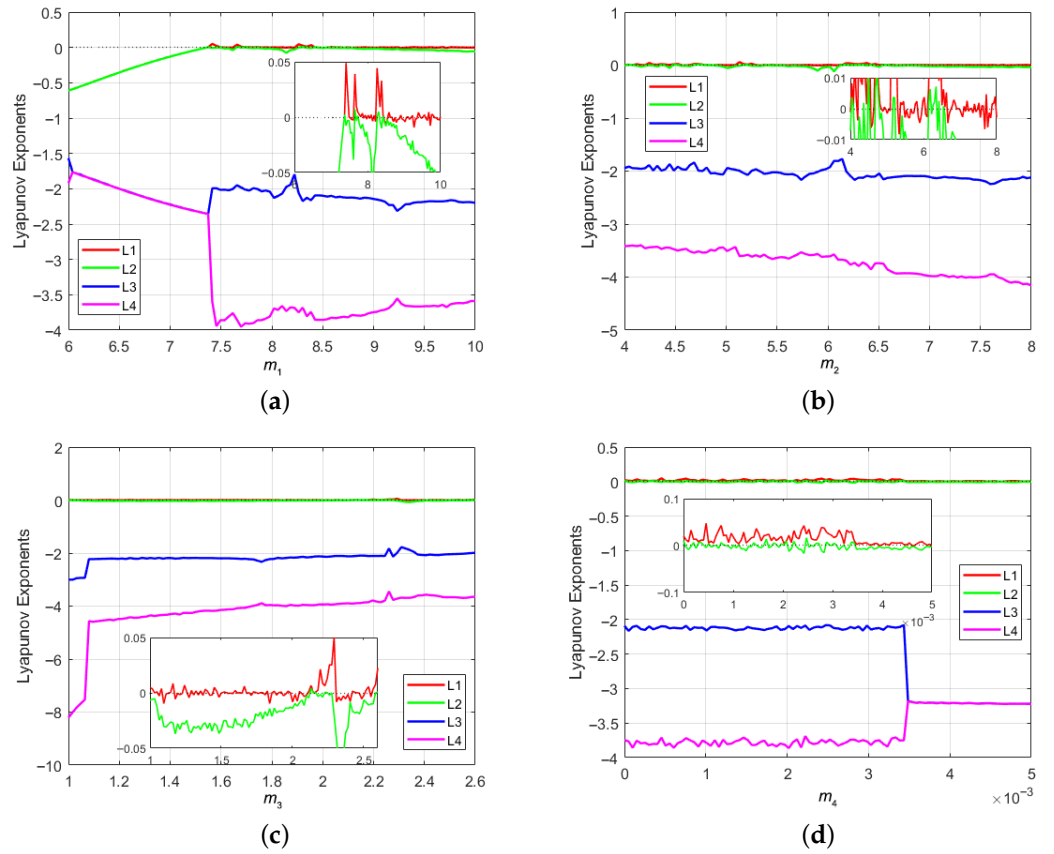 0.5
0
-0.5
-1
-1.5
-2
-2.5
-3
-3.5
-4
Lyapunov Exponents
6 6.5 7 7.5 8 8.5 9 9.5 10
m1
L1
L2
L3
L4
0.05
0
-0.05
6 8 10
(a)
1
0
-1
-2
-3
-4
-5
Lyapunov Exponents
4 4.5 5 5.5 6 6.5 7 7.5 8
m2
L1
L2
L3
L4
0.01
0
-0.01
4 5 6 7 8
(b)
2
0
-2
-4
-6
-8
-10
Lyapunov Exponents
1 1.2 1.4 1.6 1.8 2 2.2 2.4 2.6
m3
L1
L2
L3
L4
0.05
0
-0.05
1 1.5 2 2.5
(c)
0.5
0
-0.5
-1
-1.5
-2
-2.5
-3
-3.5
-4
Lyapunov Exponents
0 1 2 3 4 5
×10⁻³
m4
L1
L2
L3
L4
0.1
0
-0.1
0 1 2 3 4 5
×10⁻³
(d)